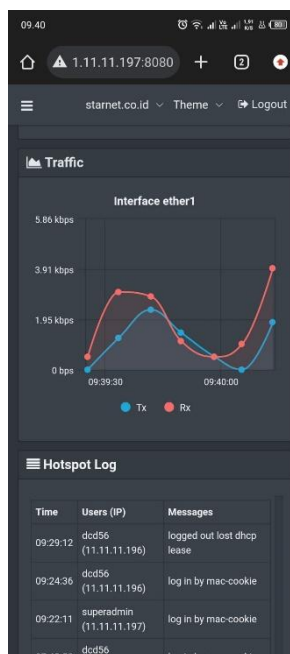 09.40
1.11.11.197:8080
2
starnet.co.id Theme Logout
Traffic
Interface ether1
5.86 kbps
3.91 kbps
1.95 kbps
0 bps
09:39:30 09:40:00
Tx Rx
Hotspot Log
Time Users (IP) Messages
09:29:12 dcd56 (11.11.11.196) logged out lost dhcp lease
09:24:36 dcd56 (11.11.11.196) log in by mac-cookie
09:22:11 superadmin (11.11.11.197) log in by mac-cookie
dcd56